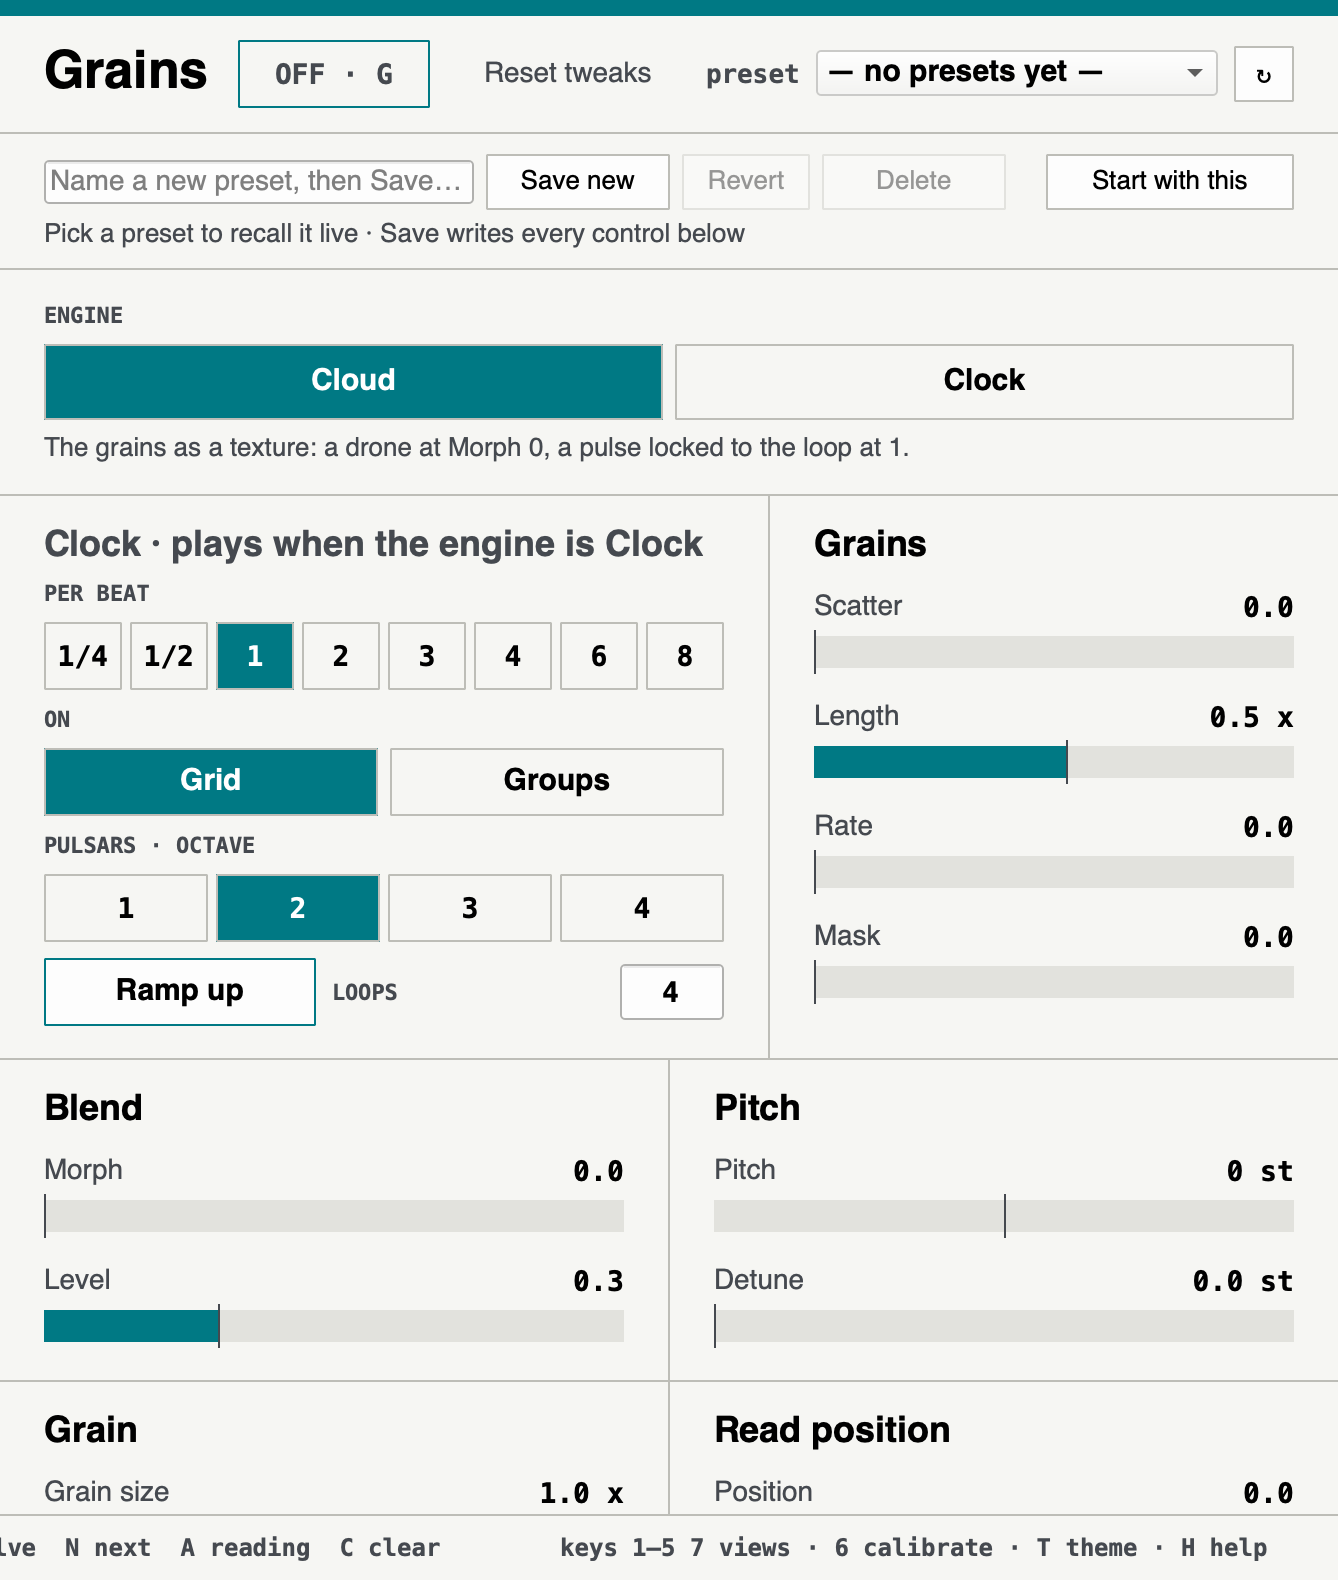 Grains OFF · G Reset tweaks preset — no presets yet — ↻
Name a new preset, then Save… Save new Revert Delete Start with this
Pick a preset to recall it live · Save writes every control below
ENGINE
Cloud Clock
The grains as a texture: a drone at Morph 0, a pulse locked to the loop at 1.
Clock · plays when the engine is Clock
PER BEAT
1/4 1/2 1 2 3 4 6 8
ON
Grid Groups
PULSARS · OCTAVE
1 2 3 4
Ramp up LOOPS 4
Grains
Scatter 0.0
Length 0.5 x
Rate 0.0
Mask 0.0
Blend
Morph 0.0
Level 0.3
Pitch
Pitch 0 st
Detune 0.0 st
Grain
Grain size 1.0 x
Read position
Position 0.0
N next A reading C clear keys 1–5 7 views · 6 calibrate · T theme · H help